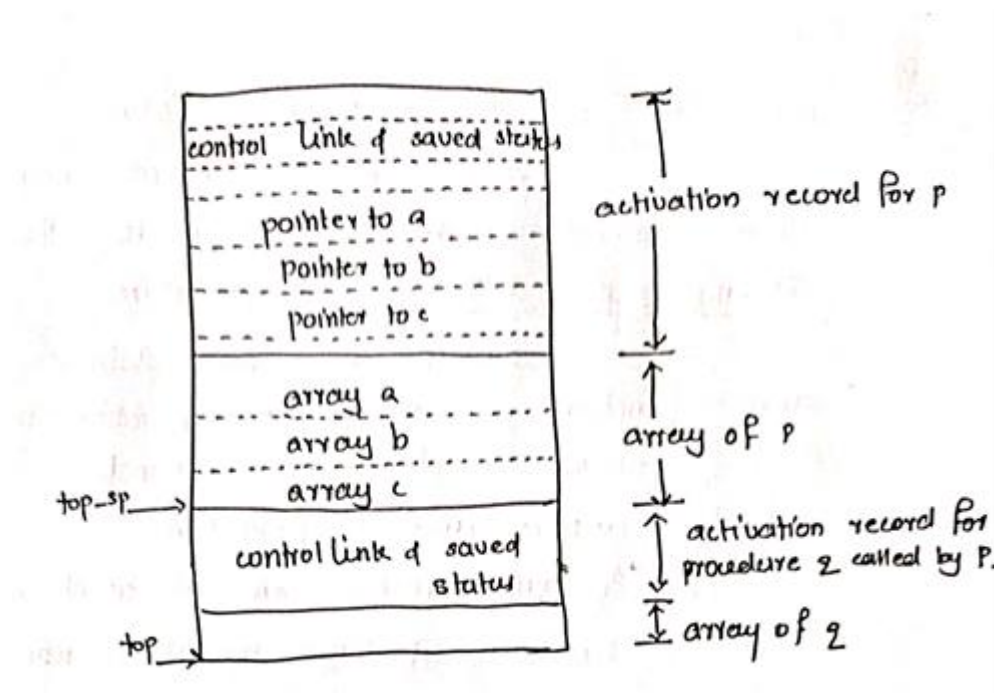 control Link & saved status
pointer to a
pointer to b
pointer to c
array a
array b
array c
control Link & saved
status
top-sp
top
activation record for p
array of p
activation record for
procedure q called by P.
array of q